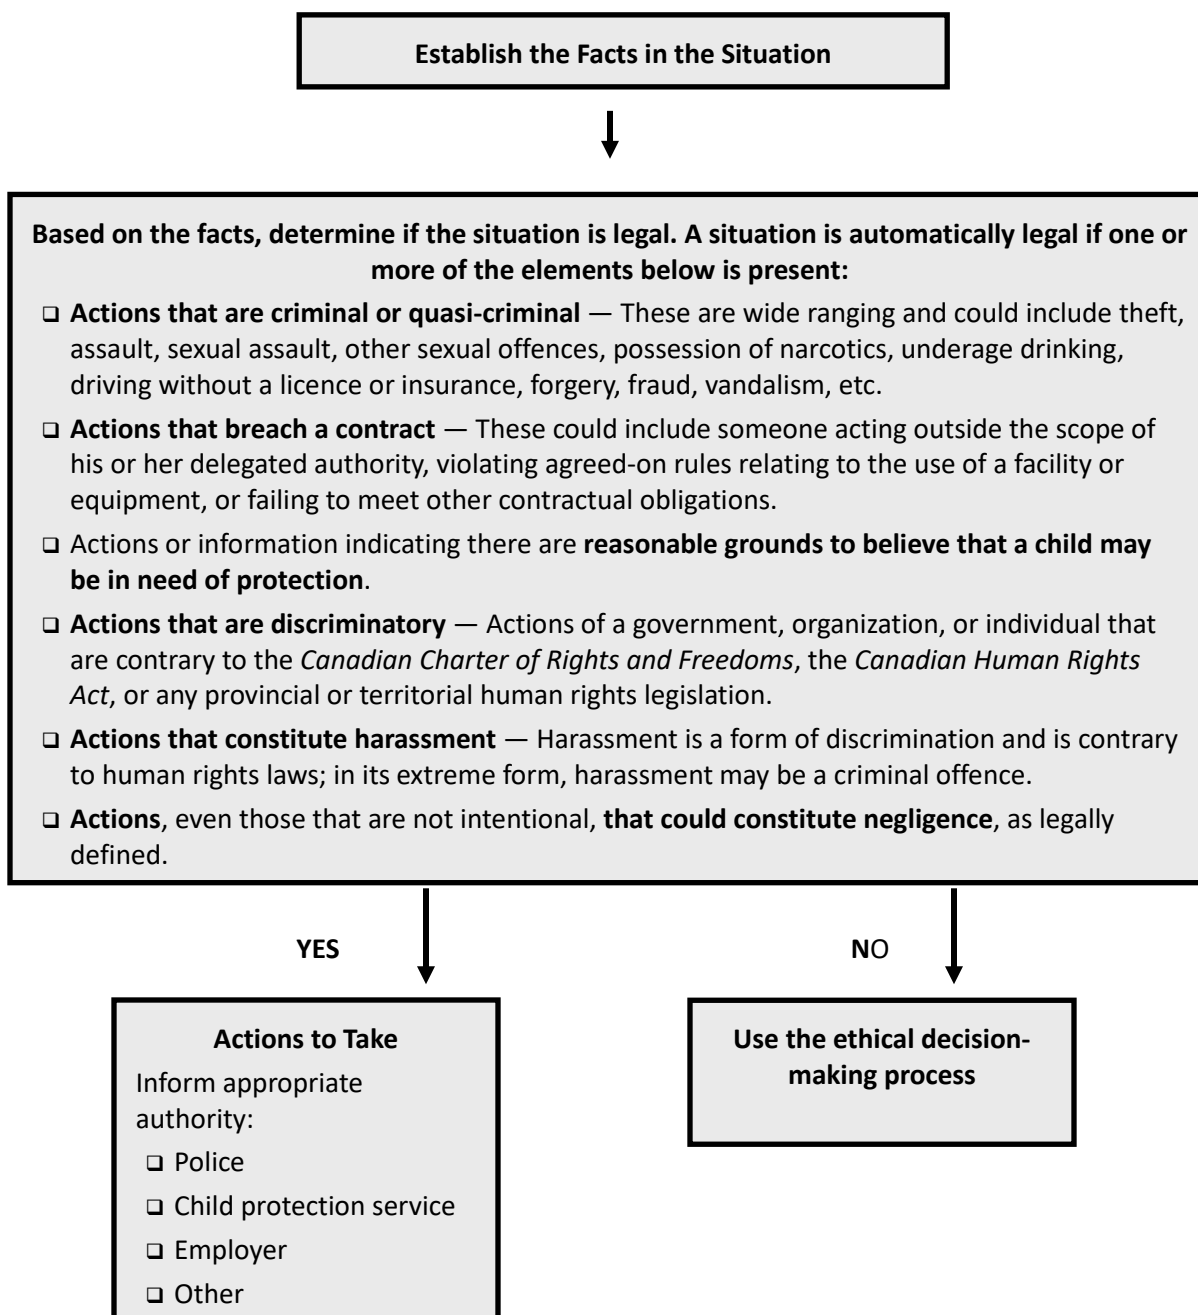 Establish the Facts in the Situation
Based on the facts, determine if the situation is legal. A situation is automatically legal if one or
more of the elements below is present:
❑ Actions that are criminal or quasi-criminal — These are wide ranging and could include theft,
assault, sexual assault, other sexual offences, possession of narcotics, underage drinking,
driving without a licence or insurance, forgery, fraud, vandalism, etc.
❑ Actions that breach a contract — These could include someone acting outside the scope of
his or her delegated authority, violating agreed-on rules relating to the use of a facility or
equipment, or failing to meet other contractual obligations.
❑ Actions or information indicating there are reasonable grounds to believe that a child may
be in need of protection.
❑ Actions that are discriminatory — Actions of a government, organization, or individual that
are contrary to the Canadian Charter of Rights and Freedoms, the Canadian Human Rights
Act, or any provincial or territorial human rights legislation.
❑ Actions that constitute harassment — Harassment is a form of discrimination and is contrary
to human rights laws; in its extreme form, harassment may be a criminal offence.
❑ Actions, even those that are not intentional, that could constitute negligence, as legally
defined.
YES
NO
Actions to Take
Inform appropriate
authority:
❑ Police
❑ Child protection service
❑ Employer
❑ Other
Use the ethical decision-
making process